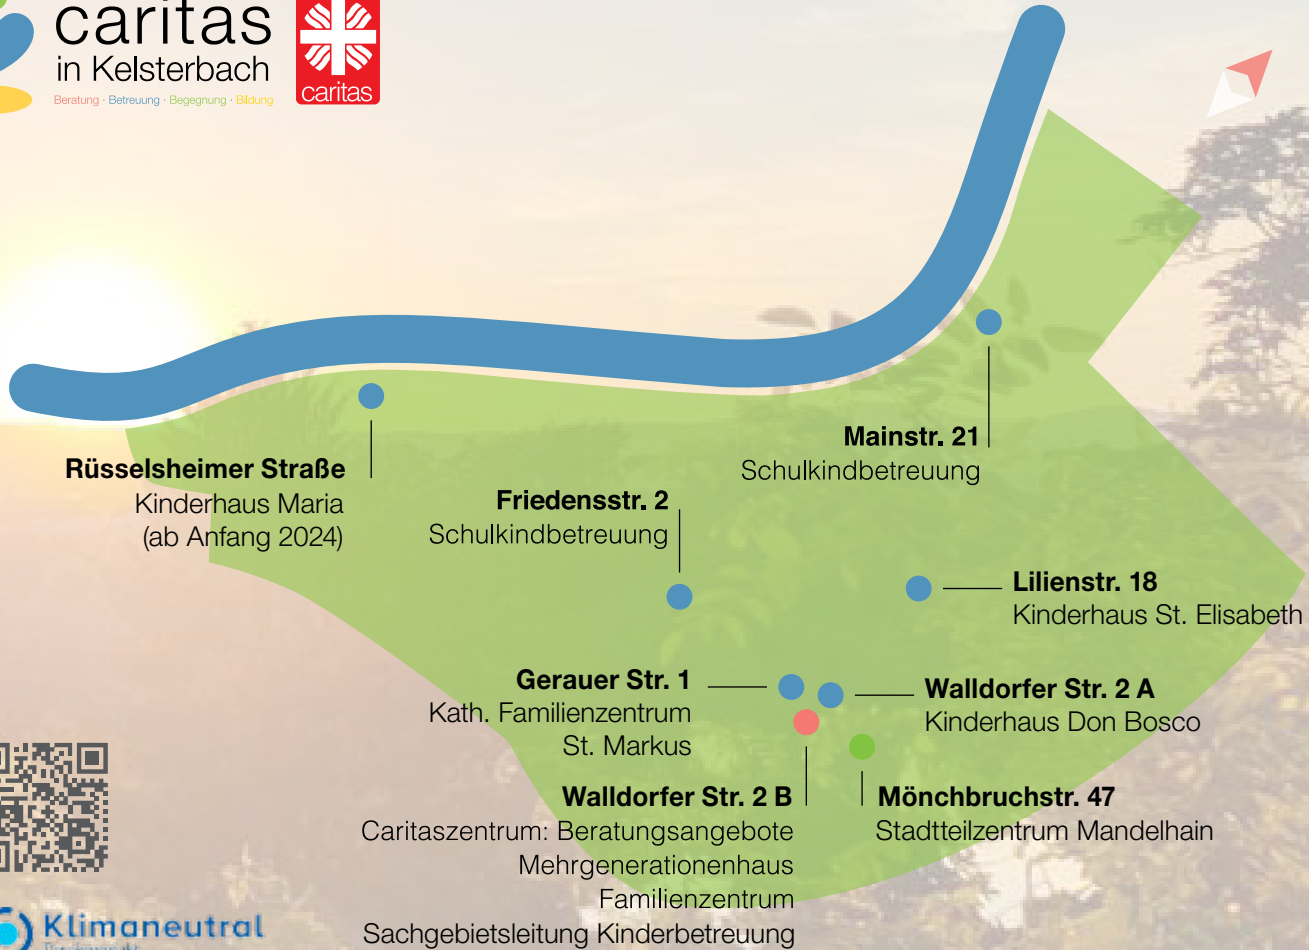 caritas
in Kelsterbach
Beratung · Betreuung · Begegnung · Bildung
caritas
Mainstr. 21
Schulkindbetreuung
Rüsselsheimer Straße
Kinderhaus Maria
(ab Anfang 2024)
Friedensstr. 2
Schulkindbetreuung
Lilienstr. 18
Kinderhaus St. Elisabeth
Gerauer Str. 1
Kath. Familienzentrum
St. Markus
Walldorfer Str. 2 A
Kinderhaus Don Bosco
Walldorfer Str. 2 B
Caritaszentrum: Beratungsangebote
Mehrgenerationenhaus
Familienzentrum
Sachgebietsleitung Kinderbetreuung
Mönchbruchstr. 47
Stadtteilzentrum Mandelhain
Klimaneutral